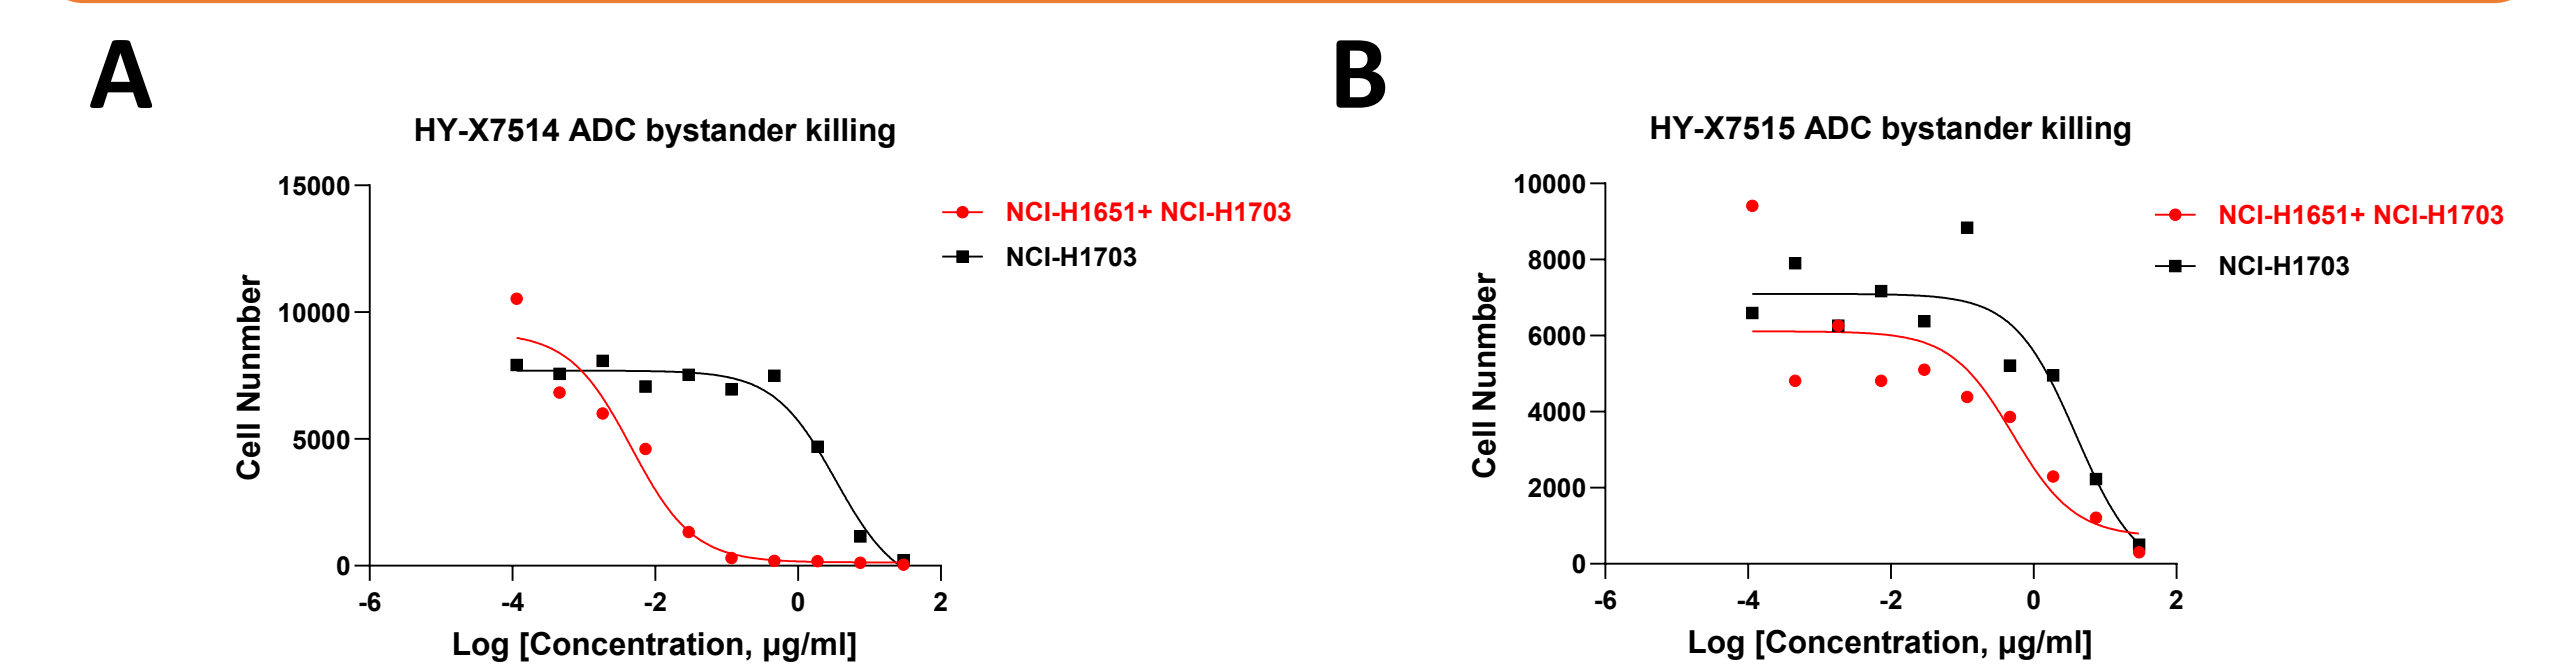 A
HY-X7514 ADC bystander killing
15000
10000
5000
0
Cell Nunmber
-6 -4 -2 0 2
Log [Concentration, µg/ml]
NCI-H1651+ NCI-H1703
NCI-H1703
B
HY-X7515 ADC bystander killing
10000
8000
6000
4000
2000
0
Cell Nunmber
-6 -4 -2 0 2
Log [Concentration, µg/ml]
NCI-H1651+ NCI-H1703
NCI-H1703